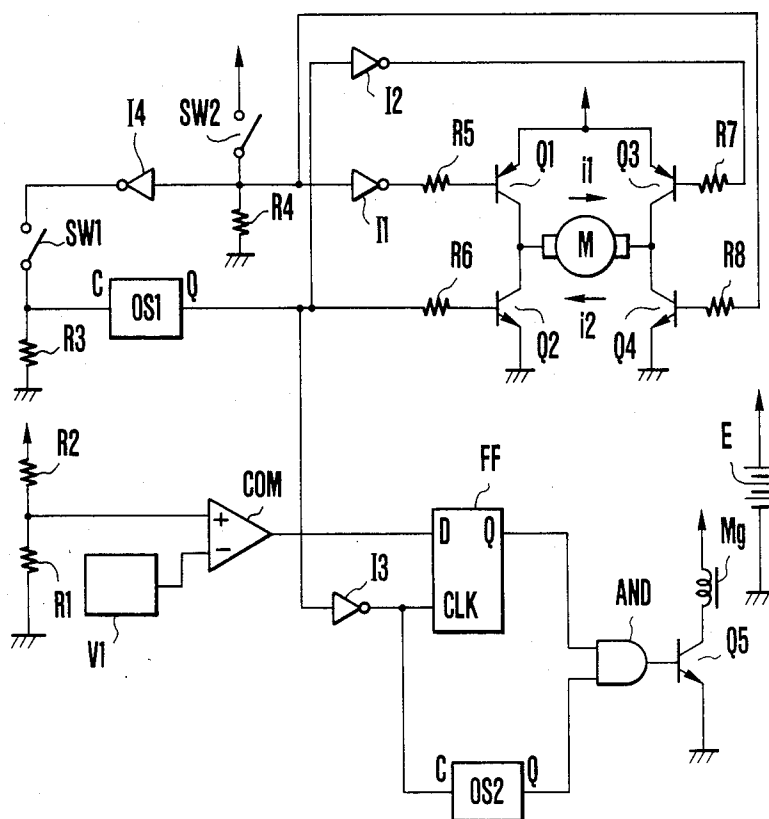 I2
I4
SW2
R5
Q1
i1
Q3
R7
R4
I1
SW1
M
R6
R8
C
OS1
Q
Q2
i2
Q4
R3
R2
COM
FF
E
+
−
D
Q
Mg
R1
I3
CLK
AND
V1
Q5
C
OS2
Q